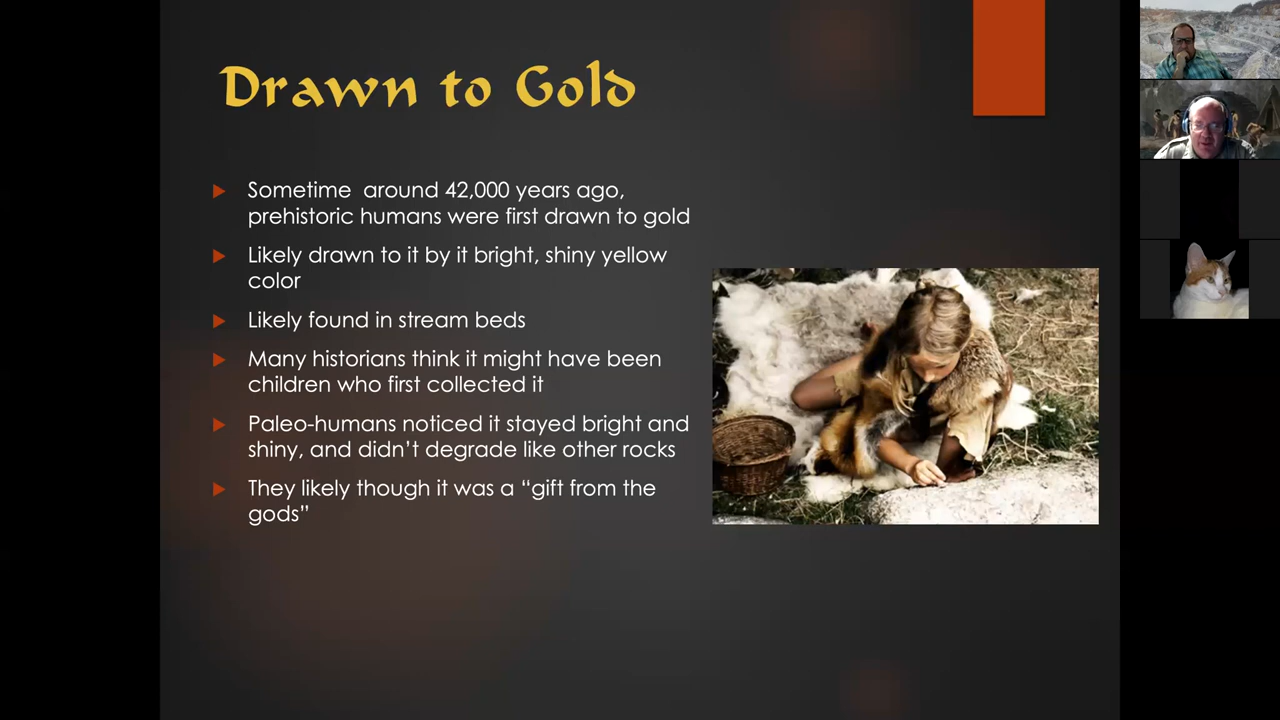 Drawn to Gold
Sometime  around 42,000 years ago,
prehistoric humans were first drawn to gold
Likely drawn to it by it bright, shiny yellow
color
Likely found in stream beds
Many historians think it might have been
children who first collected it
Paleo-humans noticed it stayed bright and
shiny, and didn’t degrade like other rocks
They likely though it was a “gift from the
gods”